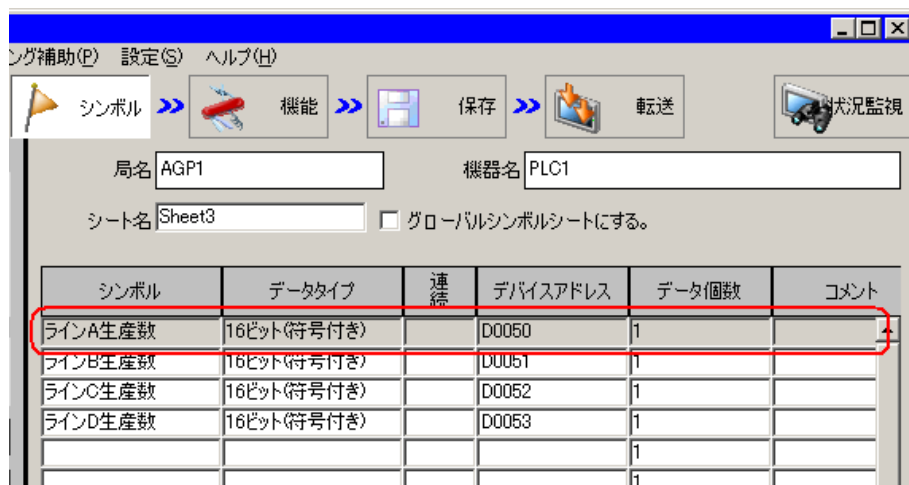 ング補助(P) 設定(S) ヘルプ(H)
シンボル 機能 保存 転送 状況監視
局名 AGP1 機器名 PLC1
シート名 Sheet3 グローバルシンボルシートにする。
シンボル データタイプ 連続 デバイスアドレス データ個数 コメント
ラインA生産数 16ビット(符号付き) D0050 1
ラインB生産数 16ビット(符号付き) D0051 1
ラインC生産数 16ビット(符号付き) D0052 1
ラインD生産数 16ビット(符号付き) D0053 1
1
1